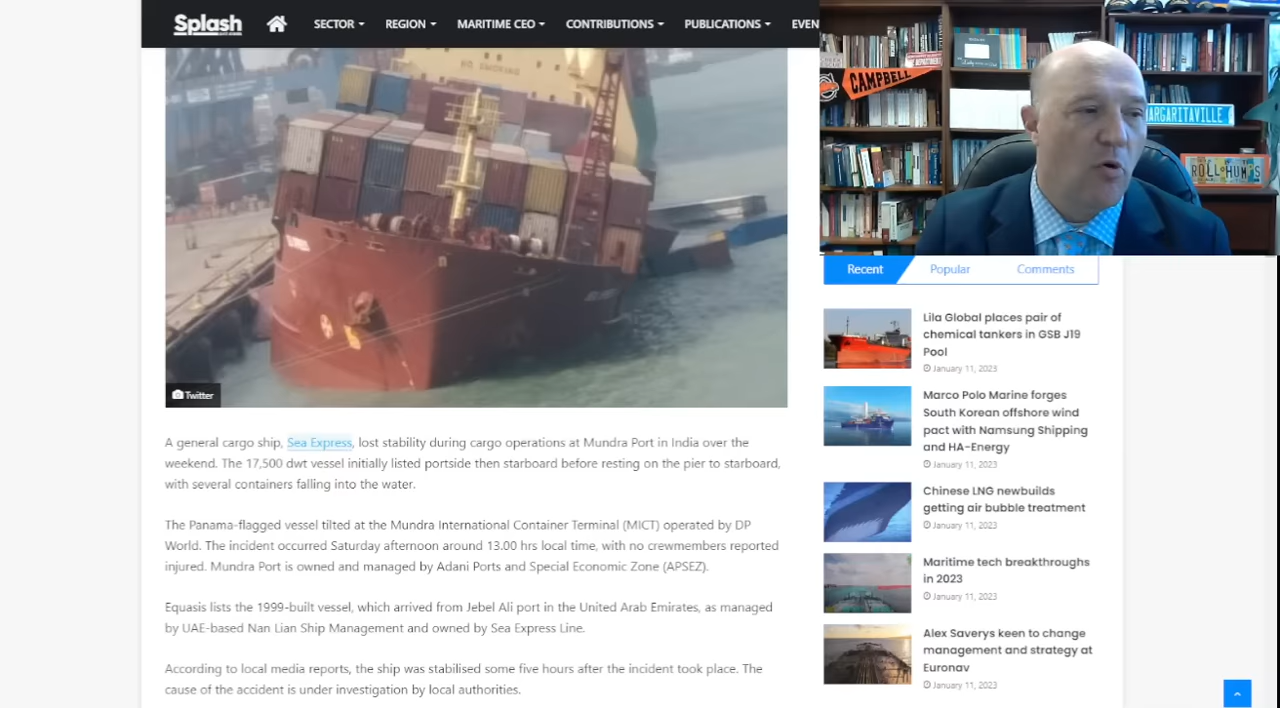 Splash
SECTOR
REGION
MARITIME CEO
CONTRIBUTIONS
PUBLICATIONS
EVEN
NO SMOKING
CAMPBELL
MARGARITAVILLE
ROLL HUM'S
Twitter
A general cargo ship, Sea Express, lost stability during cargo operations at Mundra Port in India over the
weekend. The 17,500 dwt vessel initially listed portside then starboard before resting on the pier to starboard,
with several containers falling into the water.
The Panama-flagged vessel tilted at the Mundra International Container Terminal (MICT) operated by DP
World. The incident occurred Saturday afternoon around 13.00 hrs local time, with no crewmembers reported
injured. Mundra Port is owned and managed by Adani Ports and Special Economic Zone (APSEZ).
Equasis lists the 1999-built vessel, which arrived from Jebel Ali port in the United Arab Emirates, as managed
by UAE-based Nan Lian Ship Management and owned by Sea Express Line.
According to local media reports, the ship was stabilised some five hours after the incident took place. The
cause of the accident is under investigation by local authorities.
Recent
Popular
Comments
Lila Global places pair of
chemical tankers in GSB J19
Pool
January 11, 2023
Marco Polo Marine forges
South Korean offshore wind
pact with Namsung Shipping
and HA-Energy
January 11, 2023
Chinese LNG newbuilds
getting air bubble treatment
January 11, 2023
Maritime tech breakthroughs
in 2023
January 11, 2023
Alex Saverys keen to change
management and strategy at
Euronav
January 11, 2023